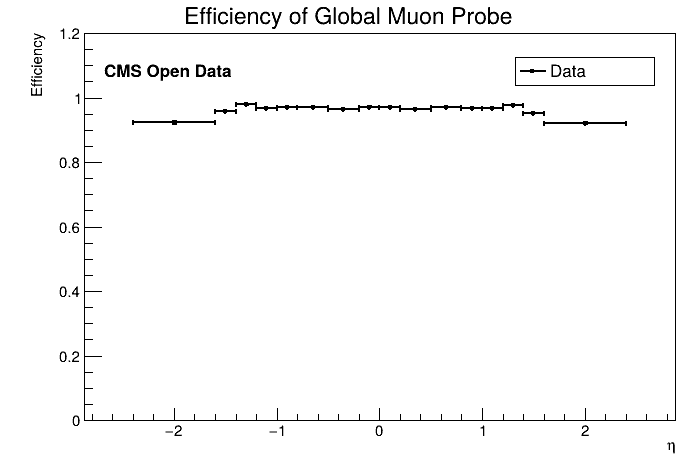 Efficiency of Global Muon Probe
Efficiency
1.2
CMS Open Data
Data
1
0.8
0.6
0.4
0.2
0
−2
−1
0
1
2
η